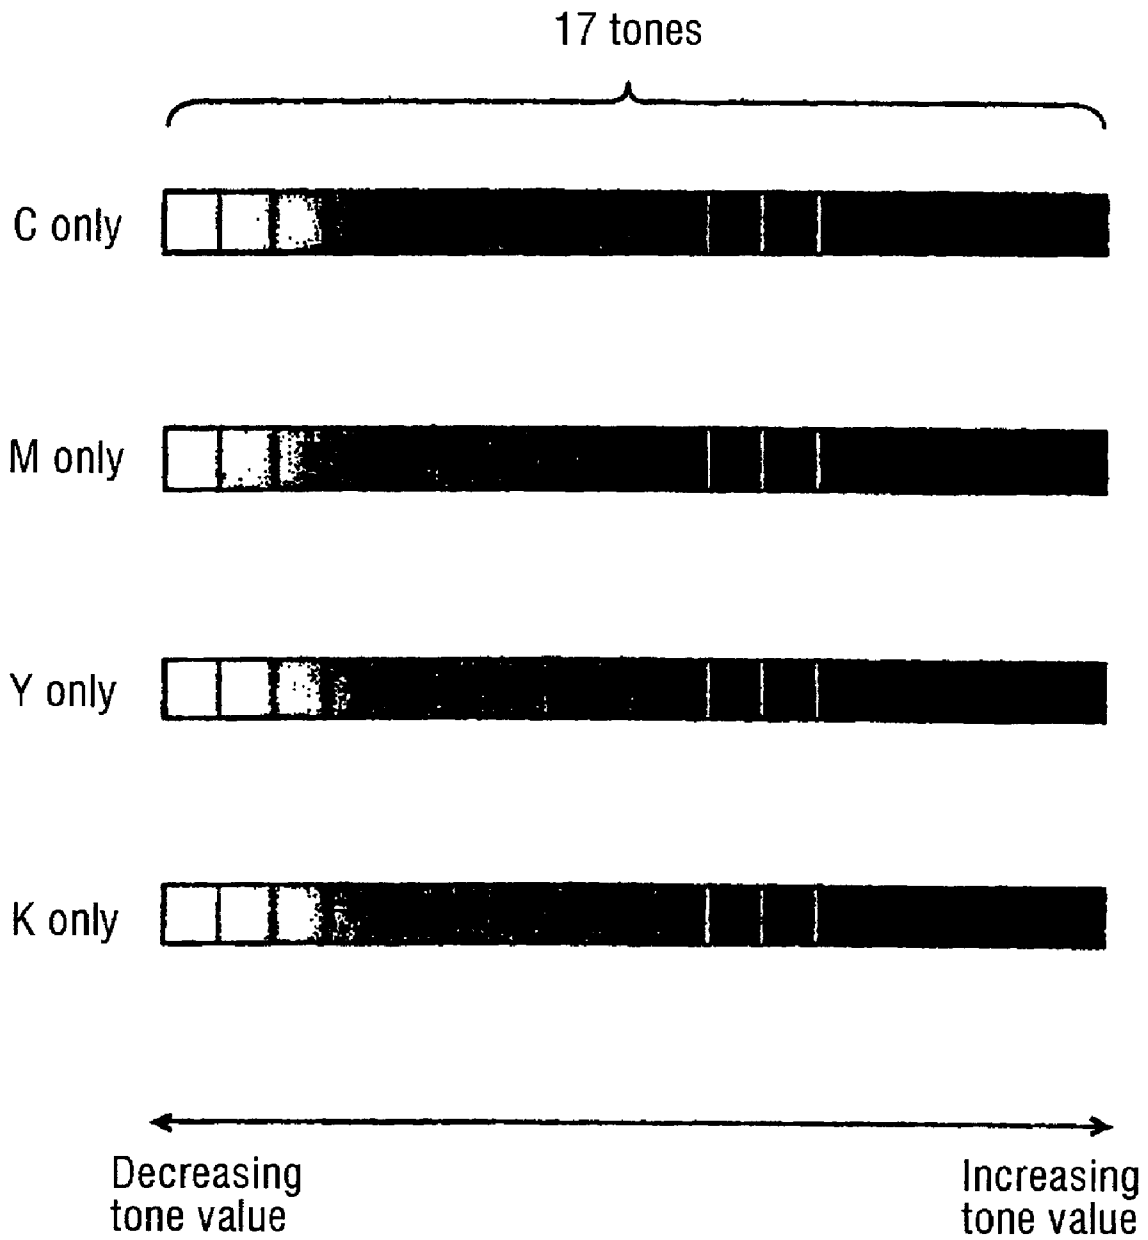 17 tones
C only
M only
Y only
K only
Decreasing
tone value
Increasing
tone value